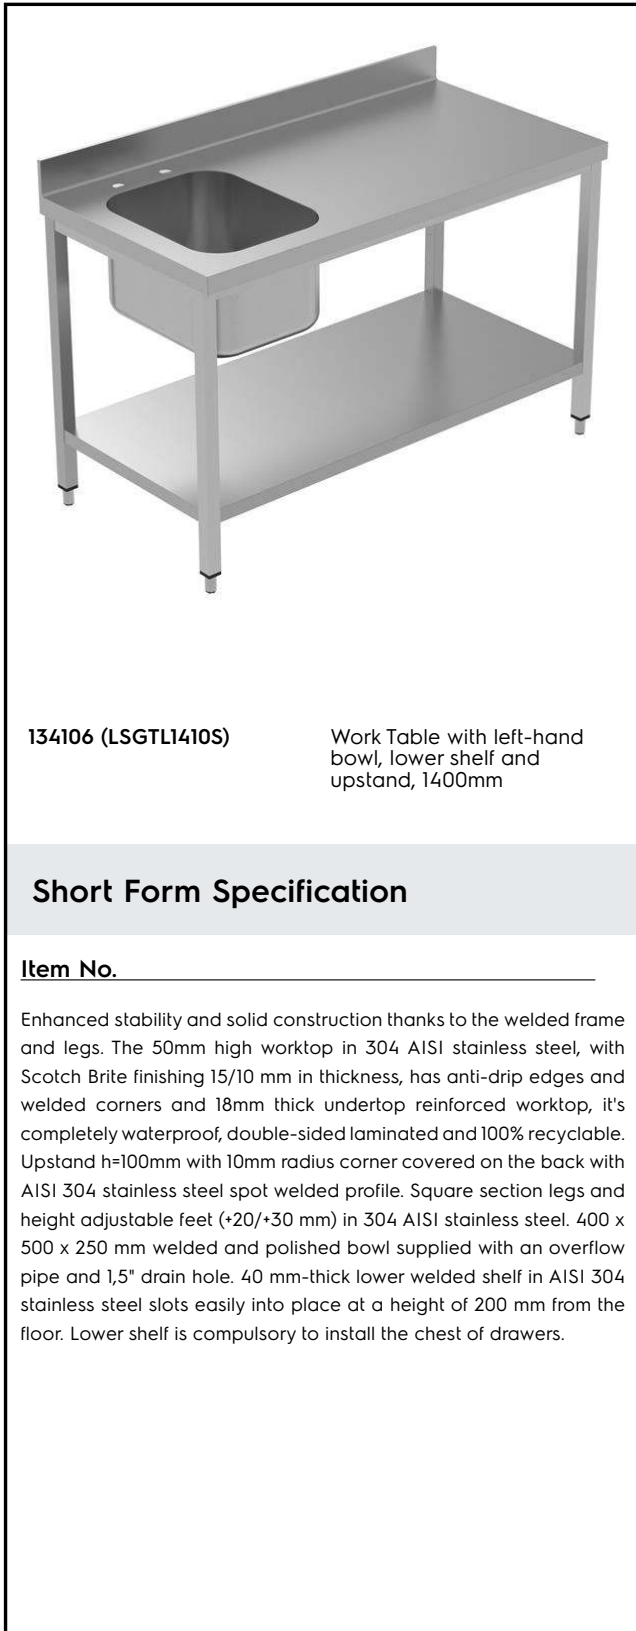 134106 (LSGTL1410S)
Work Table with left-hand
bowl, lower shelf and
upstand, 1400mm
Short Form Specification
Item No.
Enhanced stability and solid construction thanks to the welded frame
and legs. The 50mm high worktop in 304 AISI stainless steel, with
Scotch Brite finishing 15/10 mm in thickness, has anti-drip edges and
welded corners and 18mm thick undertop reinforced worktop, it's
completely waterproof, double-sided laminated and 100% recyclable.
Upstand h=100mm with 10mm radius corner covered on the back with
AISI 304 stainless steel spot welded profile. Square section legs and
height adjustable feet (+20/+30 mm) in 304 AISI stainless steel. 400 x
500 x 250 mm welded and polished bowl supplied with an overflow
pipe and 1,5" drain hole. 40 mm-thick lower welded shelf in AISI 304
stainless steel slots easily into place at a height of 200 mm from the
floor. Lower shelf is compulsory to install the chest of drawers.